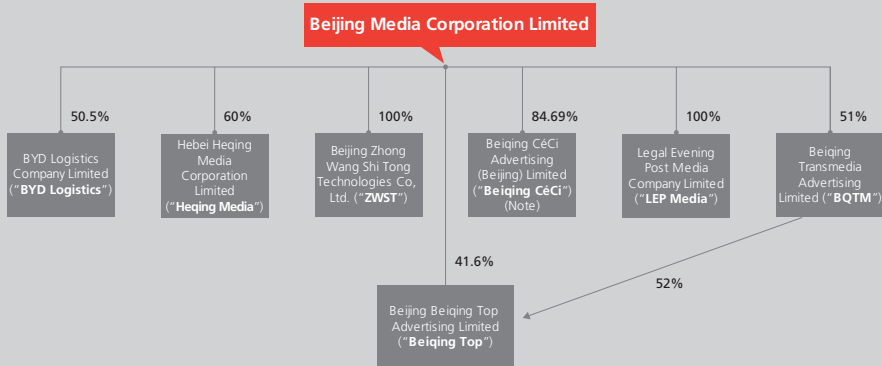 Beijing Media Corporation Limited
50.5%
60%
100%
84.69%
100%
51%
BYD Logistics
Company Limited
(“BYD Logistics”)
Hebei Heqing
Media
Corporation
Limited
(“Heqing Media”)
Beijing Zhong
Wang Shi Tong
Technologies Co,
Ltd. (“ZWST”)
Beiqing CéCi
Advertising
(Beijing) Limited
(“Beiqing CéCi”)
(Note)
Legal Evening
Post Media
Company Limited
(“LEP Media”)
Beiqing
Transmedia
Advertising
Limited (“BQTM”)
41.6%
52%
Beijing Beiqing Top
Advertising Limited
(“Beiqing Top”)